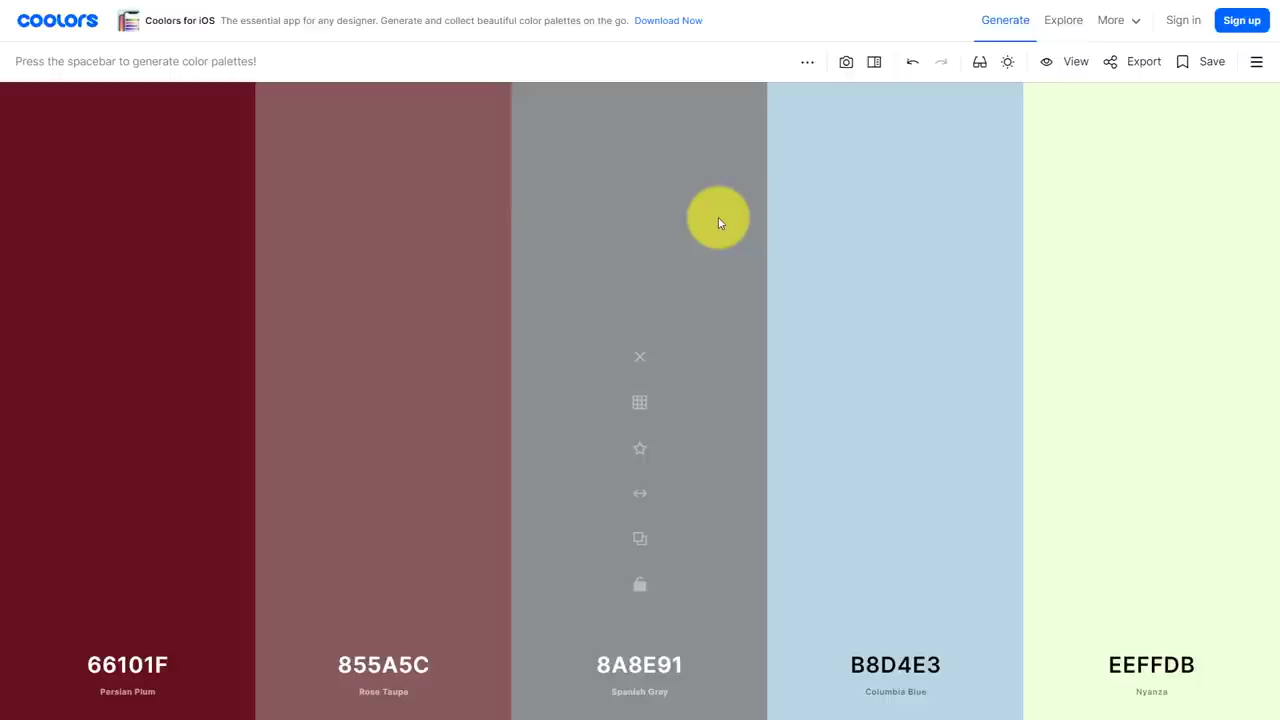 coolors Coolors for iOS The essential app for any designer. Generate and collect beautiful color palettes on the go. Download Now Generate Explore More Sign in Sign up
Press the spacebar to generate color palettes! View Export Save
66101F 855A5C 8A8E91 B8D4E3 EEFFDB
Persian Plum Rose Taupe Spanish Gray Columbia Blue Nyanza